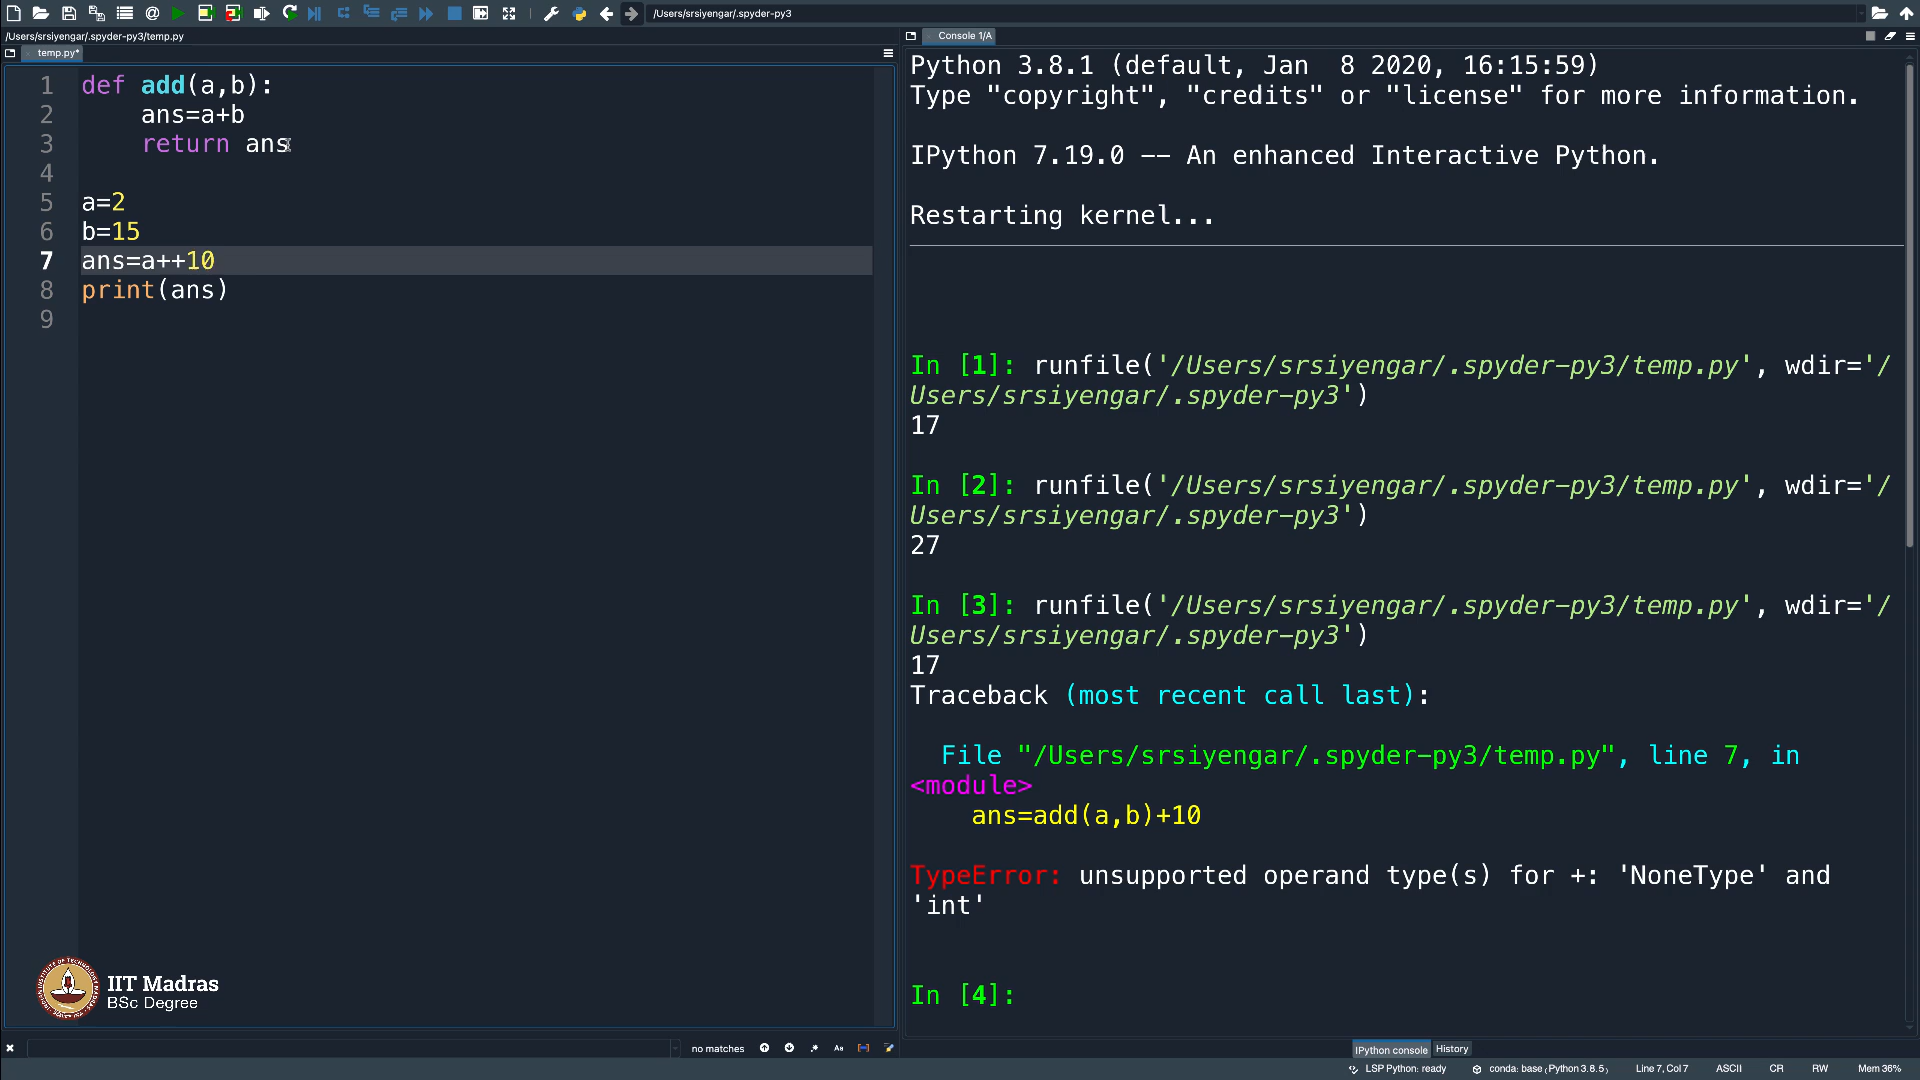 /Users/srsiyengar/.spyder-py3
/Users/srsiyengar/.spyder-py3/temp.py
temp.py*
1 def add(a,b):
2     ans=a+b
3     return ans
4
5 a=2
6 b=15
7 ans=a++10
8 print(ans)
9
IIT Madras
BSc Degree
no matches
Console 1/A
Python 3.8.1 (default, Jan  8 2020, 16:15:59)
Type "copyright", "credits" or "license" for more information.
IPython 7.19.0 -- An enhanced Interactive Python.
Restarting kernel...
In [1]: runfile('/Users/srsiyengar/.spyder-py3/temp.py', wdir='/
Users/srsiyengar/.spyder-py3')
17
In [2]: runfile('/Users/srsiyengar/.spyder-py3/temp.py', wdir='/
Users/srsiyengar/.spyder-py3')
27
In [3]: runfile('/Users/srsiyengar/.spyder-py3/temp.py', wdir='/
Users/srsiyengar/.spyder-py3')
17
Traceback (most recent call last):
  File "/Users/srsiyengar/.spyder-py3/temp.py", line 7, in
<module>
    ans=add(a,b)+10
TypeError: unsupported operand type(s) for +: 'NoneType' and
'int'
In [4]:
IPython console History
LSP Python: ready conda: base (Python 3.8.5) Line 7, Col 7 ASCII CR RW Mem 36%